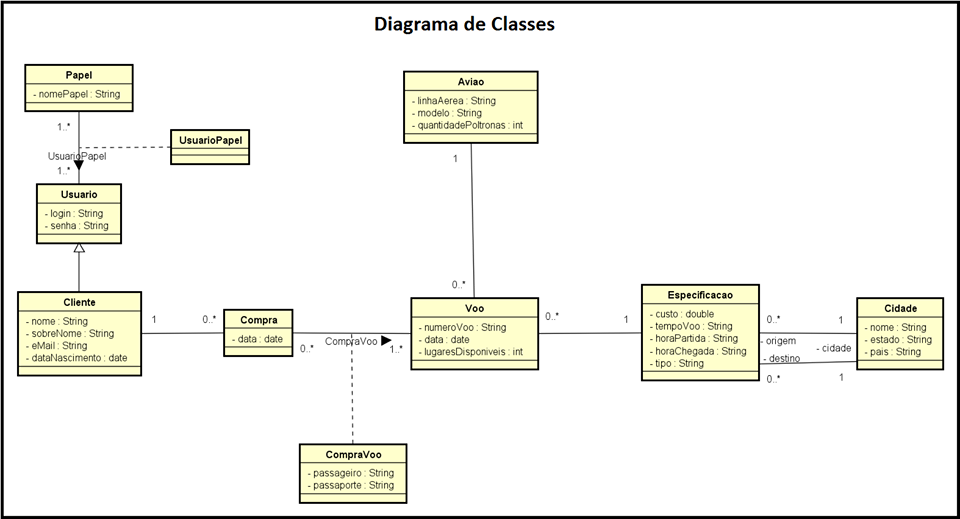 Diagrama de Classes
Papel
- nomePapel : String
1..*
UsuarioPapel
1..*
UsuarioPapel
Usuario
- login : String
- senha : String
Aviao
- linhaAerea : String
- modelo : String
- quantidadePoltronas : int
1
0..*
Cliente
- nome : String
- sobreNome : String
- eMail : String
- dataNascimento : date
1
0..*
Compra
- data : date
0..*
CompraVoo
1..*
Voo
- numeroVoo : String
- data : date
- lugaresDisponiveis : int
0..*
1
Especificacao
- custo : double
- tempoVoo : String
- horaPartida : String
- horaChegada : String
- tipo : String
0..*
1
- origem
- cidade
- destino
0..*
1
Cidade
- nome : String
- estado : String
- pais : String
CompraVoo
- passageiro : String
- passaporte : String